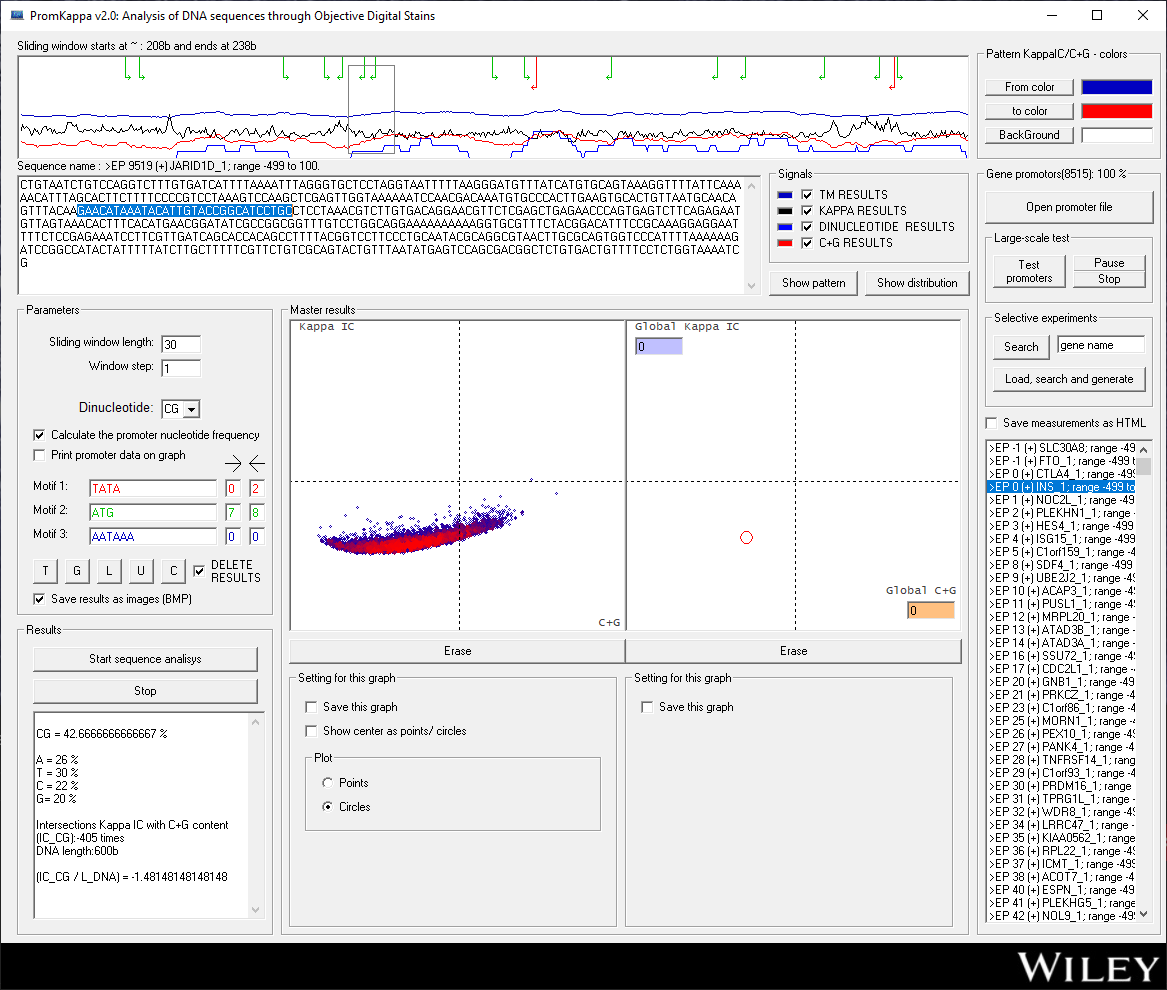 PromKappa v2.0: Analysis of DNA sequences through Objective Digital Stains
Sliding window starts at ~ : 208b and ends at 238b
Sequence name : >EP 9519 (+) JARID1D_1; range -499 to 100.
CTGTAATCTGTCCAGGTCTTTGTGATCATTTTAAAATTTAGGGTGCTCCTAGGTAATTTTTAAGGGATGTTTATCATGTGCAGTAAAGGTTTTATTCAAA
AACATTTAGCACTTCTTTTCCCCGTCCTAAAGTCCAAGCTCGAGTTGGTAAAAAATCCAACGACAAATGTGCCACCTTGAAGTGCACTGTTAATGCAACA
GTTTACAAGAACATAAATACATTGTACCGGCATCCTGCCTCCTAAACGTCTTGTGACAGGAACGTTCTCGAGCTGAGAACCCAGTGAGTCTTCAGAGAAT
GTTAGTAAACACTTTCACATGAACGGATATCGCCGGCGGTTTGTCCTGGCAGGAAAAAAAAAAGGTGCGTTTCTACGGACATTTCCGCAAAGGAGGAAT
TTTCTCCGAGAAATCCTTCGTTGATCAGCACCACAGCCTTTTACGGTCCTTCCCTGCAATACGCAGGCGTAACTTGCGCAGTGGTCCCATTTTAAAAAAG
GATCCGGCCATACTATTTTTATCTTGCTTTTTCGTTCTGTCGCAGTACTGTTTAATATGAGTCCAGCGACGGCTCTGTGACTGTTTTCCTCTGGTAAAATC
G
Signals
TM RESULTS
KAPPA RESULTS
DINUCLEOTIDE RESULTS
C+G RESULTS
Show pattern
Show distribution
Pattern KappaIC/C+G - colors
From color
to color
BackGround
Gene promotors(8515): 100 %
Open promoter file
Large-scale test
Test promoters
Pause
Stop
Selective experiments
Search
gene name
Load, search and generate
Save measurements as HTML
>EP -1 (+) SLC30A8; range -499
>EP -1 (+) FTO_1; range -499 t
>EP 0 (+) CTLA4_1; range -499
>EP 0 (+) INS_1; range -499 to
>EP 1 (+) NOC2L_1; range -49
>EP 2 (+) PLEKHN1_1; range -
>EP 3 (+) HES4_1; range -499
>EP 4 (+) ISG15_1; range -499
>EP 5 (+) C1orf159_1; range -4
>EP 8 (+) SDF4_1; range -499
>EP 9 (+) UBE2J2_1; range -4
>EP 10 (+) ACAP3_1; range -4
>EP 11 (+) PUSL1_1; range -4
>EP 12 (+) MRPL20_1; range -
>EP 13 (+) ATAD3B_1; range -
>EP 14 (+) ATAD3A_1; range -
>EP 16 (+) SSU72_1; range -4
>EP 17 (+) CDC2L1_1; range -
>EP 20 (+) GNB1_1; range -49
>EP 21 (+) PRKCZ_1; range -4
>EP 23 (+) C1orf86_1; range -4
>EP 25 (+) MORN1_1; range -
>EP 26 (+) PEX10_1; range -49
>EP 27 (+) PANK4_1; range -4
>EP 28 (+) TNFRSF14_1; range
>EP 29 (+) C1orf93_1; range -4
>EP 30 (+) PRDM16_1; range
>EP 31 (+) TPRG1L_1; range -
>EP 32 (+) WDR8_1; range -4
>EP 34 (+) LRRC47_1; range -
>EP 35 (+) KIAA0562_1; range
>EP 36 (+) RPL22_1; range -49
>EP 37 (+) ICMT_1; range -499
>EP 38 (+) ACOT7_1; range -4
>EP 40 (+) ESPN_1; range -49
>EP 41 (+) PLEKHG5_1; range
>EP 42 (+) NOL9_1; range -49
Parameters
Sliding window length: 30
Window step: 1
Dinucleotide: CG
Calculate the promoter nucleotide frequency
Print promoter data on graph
Motif 1: TATA 0 2
Motif 2: ATG 7 8
Motif 3: AATAAA 0 0
T G L U C DELETE RESULTS
Save results as images (BMP)
Results
Start sequence analisys
Stop
CG = 42.6666666666667 %
A = 26 %
T = 30 %
C = 22 %
G= 20 %
Intersections Kappa IC with C+G content
(IC_CG):-405 times
DNA length:600b
(IC_CG / L_DNA) = -1.48148148148148
Master results
Kappa IC
C+G
Global Kappa IC
0
Global C+G
0
Erase
Erase
Setting for this graph
Save this graph
Show center as points/ circles
Plot
Points
Circles
Setting for this graph
Save this graph
WILEY